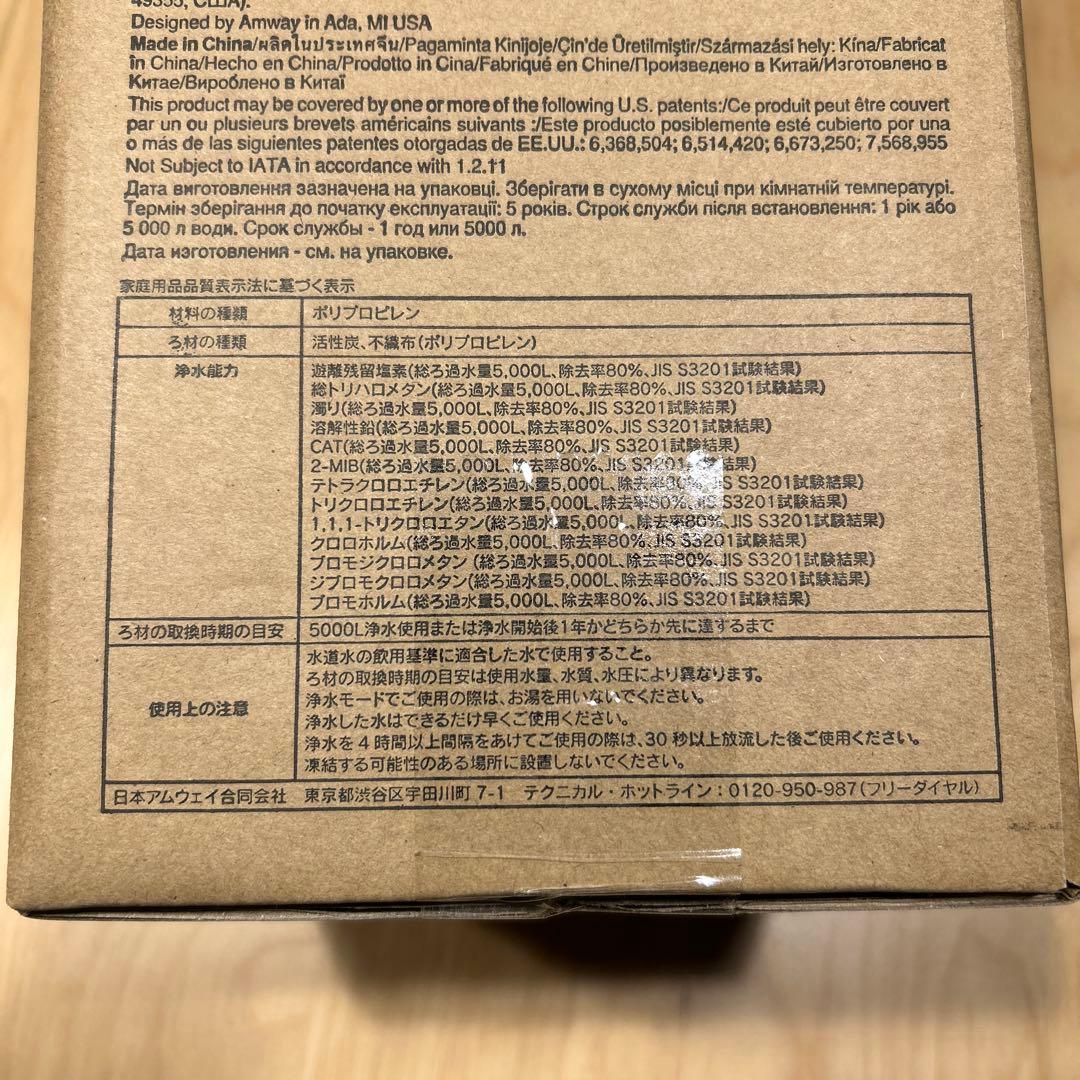 49355, США).
Designed by Amway in Ada, MI USA
Made in China/ผลิตในประเทศจีน/Pagaminta Kinijoje/Çin'de Üretilmiştir/Származási hely: Kína/Fabricat
în China/Hecho en China/Prodotto in Cina/Fabriqué en Chine/Произведено в Китай/Изготовлено в
Китае/Вироблено в Китаї
This product may be covered by one or more of the following U.S. patents:/Ce produit peut être couvert
par un ou plusieurs brevets américains suivants :/Este producto posiblemente esté cubierto por una
o más de las siguientes patentes otorgadas de EE.UU.: 6,368,504; 6,514,420; 6,673,250; 7,568,955
Not Subject to IATA in accordance with 1.2.11
Дата виготовлення зазначена на упаковці. Зберігати в сухому місці при кімнатній температурі.
Термін зберігання до початку експлуатації: 5 років. Строк служби після встановлення: 1 рік або
5 000 л води. Срок службы - 1 год или 5000 л.
Дата изготовления - см. на упаковке.
家庭用品品質表示法に基づく表示
材料の種類 ポリプロピレン
ろ材の種類 活性炭、不織布(ポリプロピレン)
浄水能力 遊離残留塩素(総ろ過水量5,000L、除去率80%、JIS S3201試験結果)
総トリハロメタン(総ろ過水量5,000L、除去率80%、JIS S3201試験結果)
濁り(総ろ過水量5,000L、除去率80%、JIS S3201試験結果)
溶解性鉛(総ろ過水量5,000L、除去率80%、JIS S3201試験結果)
CAT(総ろ過水量5,000L、除去率80%、JIS S3201試験結果)
2-MIB(総ろ過水量5,000L、除去率80%、JIS S3201試験結果)
テトラクロロエチレン(総ろ過水量5,000L、除去率80%、JIS S3201試験結果)
トリクロロエチレン(総ろ過水量5,000L、除去率80%、JIS S3201試験結果)
1,1,1-トリクロロエタン(総ろ過水量5,000L、除去率80%、JIS S3201試験結果)
クロロホルム(総ろ過水量5,000L、除去率80%、JIS S3201試験結果)
ブロモジクロロメタン (総ろ過水量5,000L、除去率80%、JIS S3201試験結果)
ジブロモクロロメタン (総ろ過水量5,000L、除去率80%、JIS S3201試験結果)
ブロモホルム(総ろ過水量5,000L、除去率80%、JIS S3201試験結果)
ろ材の取換時期の目安 5000L浄水使用または浄水開始後1年かどちらか先に達するまで
使用上の注意 水道水の飲用基準に適合した水で使用すること。
ろ材の取換時期の目安は使用水量、水質、水圧により異なります。
浄水モードでご使用の際は、お湯を用いないでください。
浄水した水はできるだけ早くご使用ください。
浄水を4時間以上間隔をあけてご使用の際は、30秒以上放流した後ご使用ください。
凍結する可能性のある場所に設置しないでください。
日本アムウェイ合同会社 東京都渋谷区宇田川町 7-1 テクニカル・ホットライン:0120-950-987(フリーダイヤル)